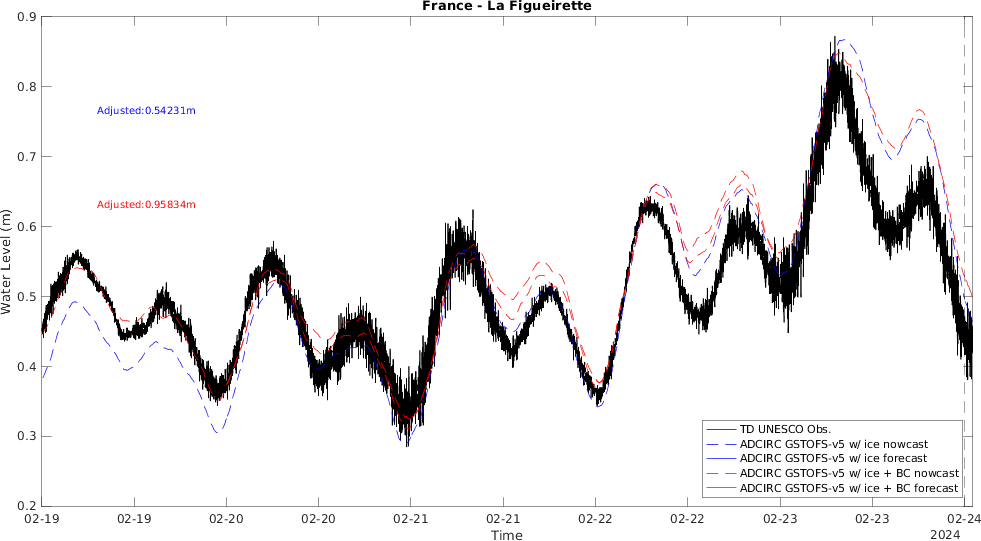 France - La Figueirette
0.9
0.8
0.7
0.6
0.5
0.4
0.3
0.2
Water Level (m)
Adjusted:0.54231m
Adjusted:0.95834m
TD UNESCO Obs.
ADCIRC GSTOFS-v5 w/ ice nowcast
ADCIRC GSTOFS-v5 w/ ice forecast
ADCIRC GSTOFS-v5 w/ ice + BC nowcast
ADCIRC GSTOFS-v5 w/ ice + BC forecast
02-19 02-19 02-20 02-20 02-21 02-21 02-22 02-22 02-23 02-23 02-24
Time
2024